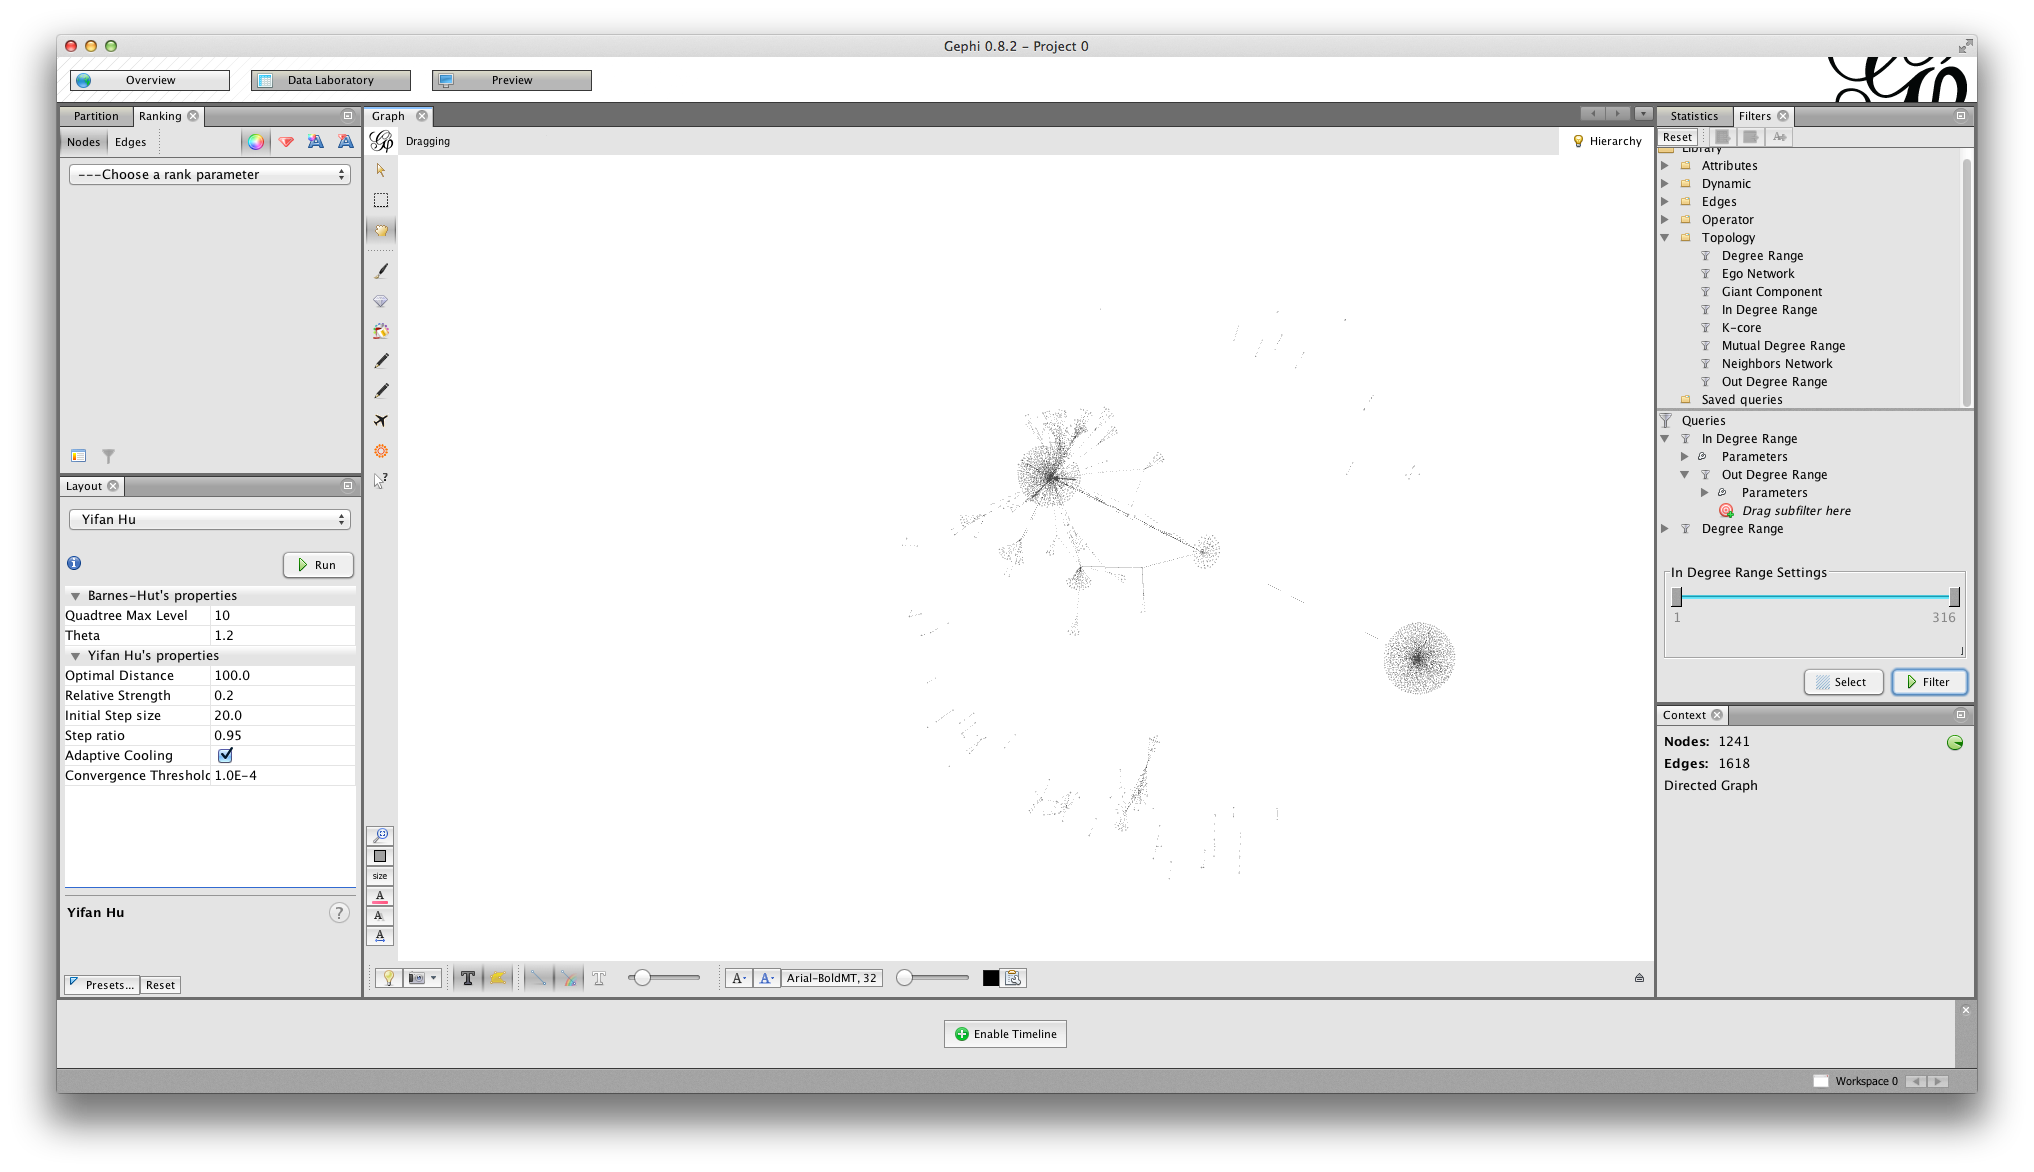 Gephi 0.8.2 – Project 0
Overview
Data Laboratory
Preview
Partition
Ranking
Nodes
Edges
---Choose a rank parameter
Layout
Yifan Hu
Run
Barnes-Hut's properties
Quadtree Max Level 10
Theta 1.2
Yifan Hu's properties
Optimal Distance 100.0
Relative Strength 0.2
Initial Step size 20.0
Step ratio 0.95
Adaptive Cooling
Convergence Threshold 1.0E-4
Yifan Hu
?
Presets...
Reset
Graph
Dragging
Hierarchy
size
A
A
A
T
T
A
A
Arial-BoldMT, 32
Statistics
Filters
Reset
Library
Attributes
Dynamic
Edges
Operator
Topology
Degree Range
Ego Network
Giant Component
In Degree Range
K-core
Mutual Degree Range
Neighbors Network
Out Degree Range
Saved queries
Queries
In Degree Range
Parameters
Out Degree Range
Parameters
Drag subfilter here
Degree Range
In Degree Range Settings
1 316
Select
Filter
Context
Nodes: 1241
Edges: 1618
Directed Graph
Enable Timeline
Workspace 0